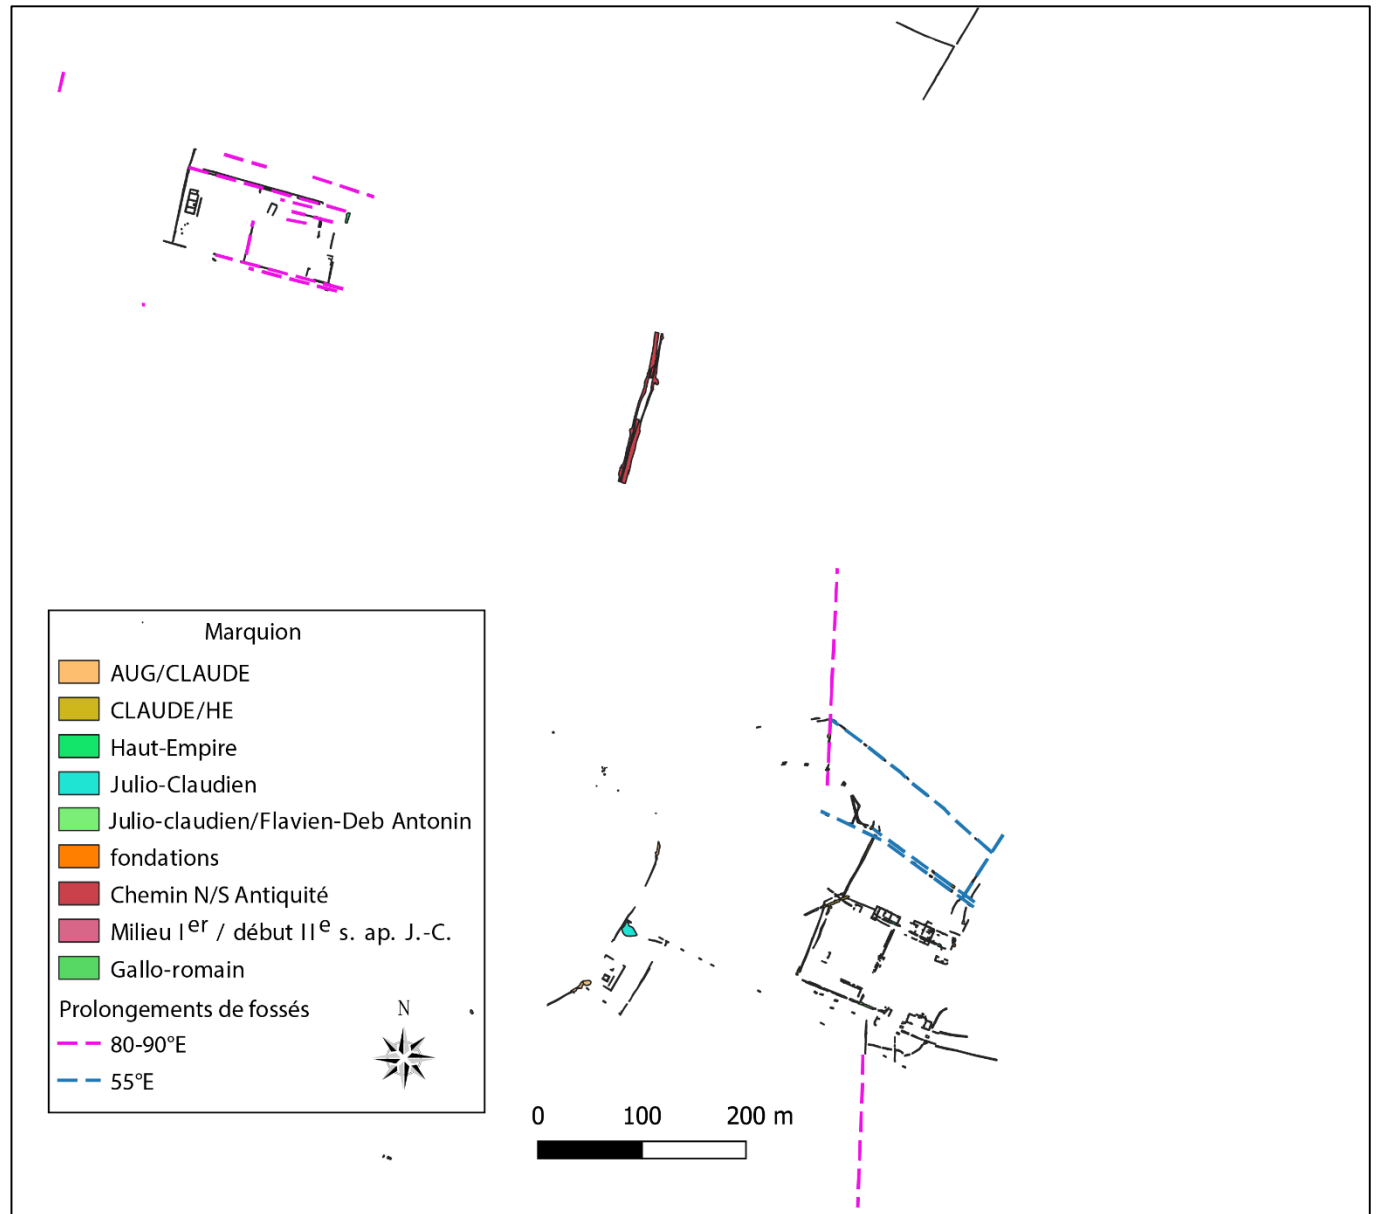 Marquion
AUG/CLAUDE
CLAUDE/HE
Haut-Empire
Julio-Claudien
Julio-claudien/Flavien-Deb Antonin
fondations
Chemin N/S Antiquité
Milieu Ier / début IIe s. ap. J.-C.
Gallo-romain
Prolongements de fossés
N
80-90°E
55°E
0 100 200 m